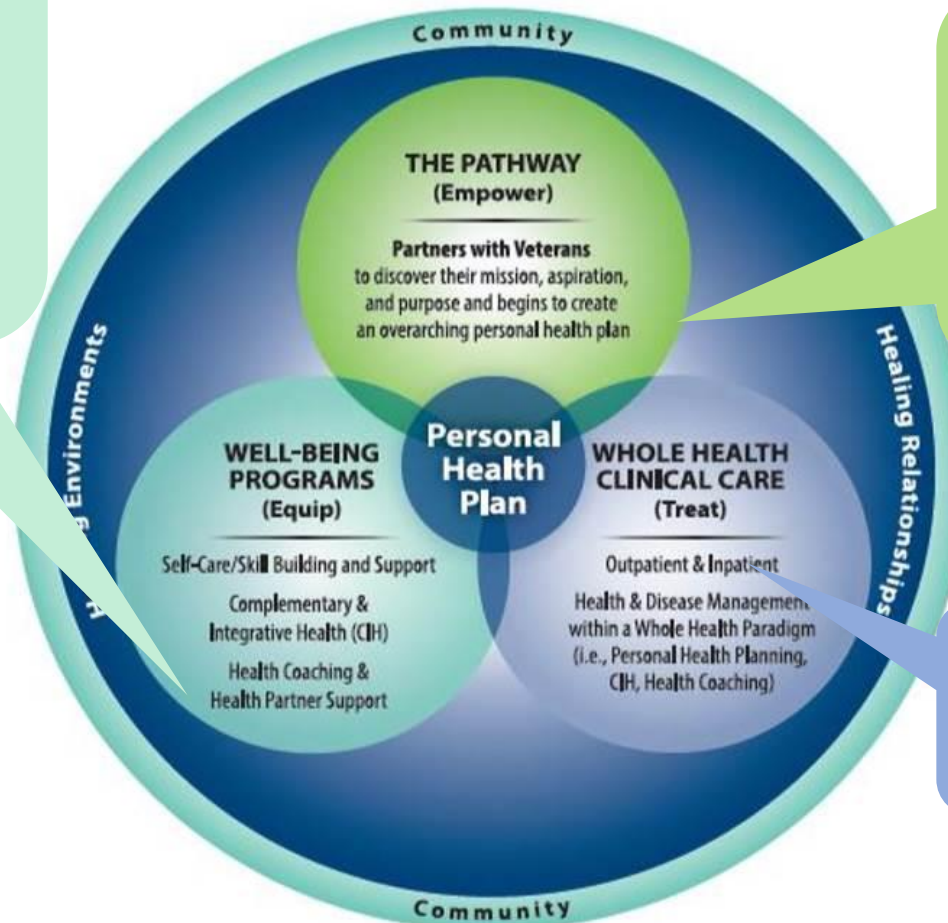 Community
THE PATHWAY
(Empower)
Partners with Veterans
to discover their mission, aspiration,
and purpose and begins to create
an overarching personal health plan
Environments
Healing Relationships
Personal
Health
Plan
WELL-BEING
PROGRAMS
(Equip)
Self-Care/Skill Building and Support
Complementary &
Integrative Health (CIH)
Health Coaching &
Health Partner Support
WHOLE HEALTH
CLINICAL CARE
(Treat)
Outpatient & Inpatient
Health & Disease Management
within a Whole Health Paradigm
(i.e., Personal Health Planning,
CIH, Health Coaching)
Community